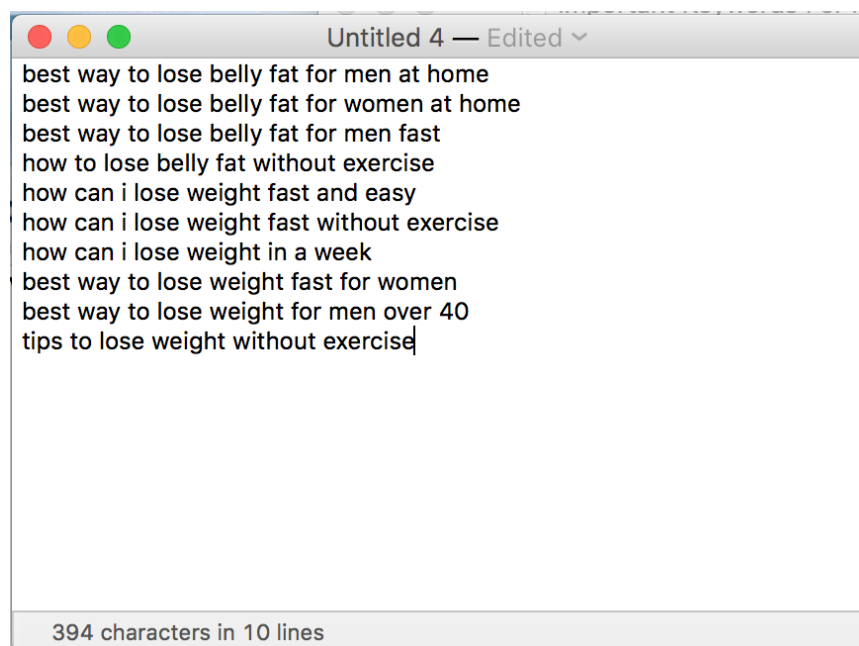 Untitled 4 — Edited
best way to lose belly fat for men at home
best way to lose belly fat for women at home
best way to lose belly fat for men fast
how to lose belly fat without exercise
how can i lose weight fast and easy
how can i lose weight fast without exercise
how can i lose weight in a week
best way to lose weight fast for women
best way to lose weight for men over 40
tips to lose weight without exercise
394 characters in 10 lines